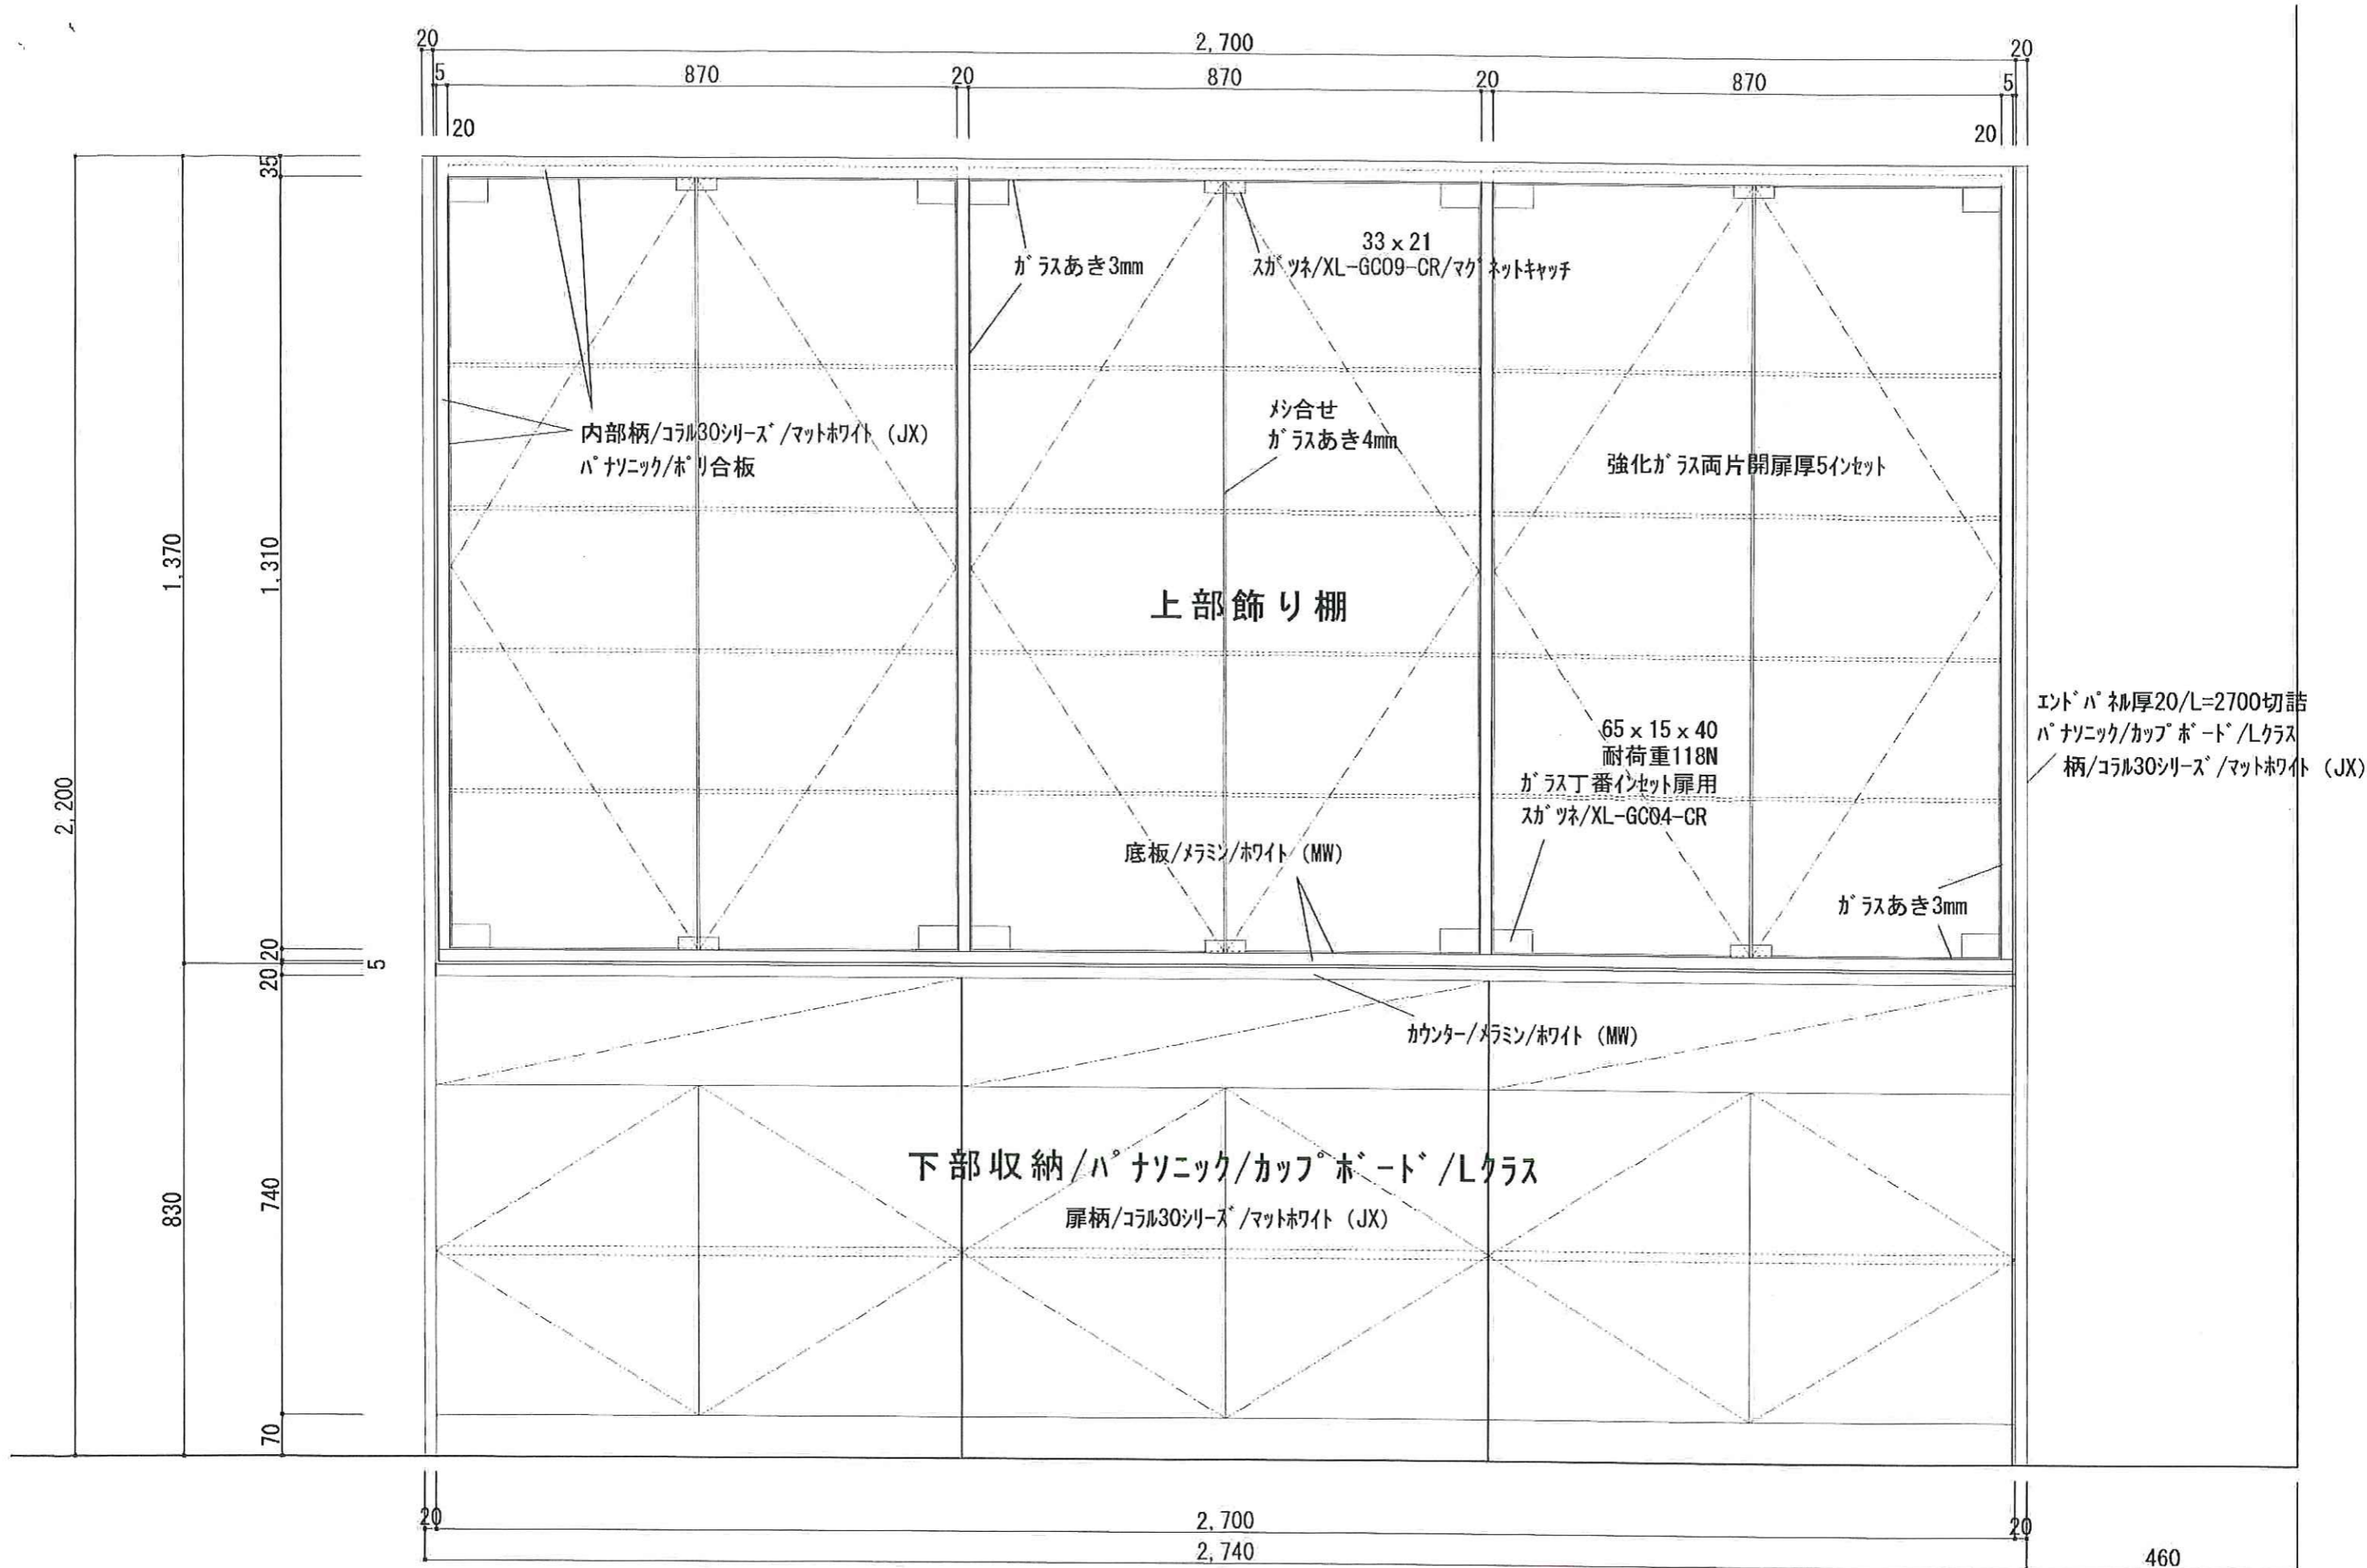 20
2,700
20
5
870
20
870
20
870
5
20
20
35
33 x 21
ｶﾞﾗｽあき3mm
ｽｶﾞﾂﾈ/XL-GC09-CR/ﾏｸﾞﾈｯﾄｷｬｯﾁ
ﾒｼ合せ
ｶﾞﾗｽあき4mm
内部柄/ｺﾗﾙ30ｼﾘｰｽﾞ/ﾏｯﾄﾎﾜｲﾄ (JX)
ﾊﾟﾅｿﾆｯｸ/ﾎﾟﾘ合板
強化ｶﾞﾗｽ両片開扉厚5ｲﾝｾｯﾄ
1,370
1,310
上部飾り棚
2,200
ｴﾝﾄﾞﾊﾟﾈﾙ厚20/L=2700切詰
ﾊﾟﾅｿﾆｯｸ/ｶｯﾌﾟﾎﾞｰﾄﾞ/Lｸﾗｽ
柄/ｺﾗﾙ30ｼﾘｰｽﾞ/ﾏｯﾄﾎﾜｲﾄ (JX)
65 x 15 x 40
耐荷重118N
ｶﾞﾗｽ丁番ｲﾝｾｯﾄ扉用
ｽｶﾞﾂﾈ/XL-GC04-CR
底板/ﾒﾗﾐﾝ/ﾎﾜｲﾄ (MW)
ｶﾞﾗｽあき3mm
20
5
20
ｶｳﾝﾀｰ/ﾒﾗﾐﾝ/ﾎﾜｲﾄ (MW)
下部収納/ﾊﾟﾅｿﾆｯｸ/ｶｯﾌﾟﾎﾞｰﾄﾞ/Lｸﾗｽ
扉柄/ｺﾗﾙ30ｼﾘｰｽﾞ/ﾏｯﾄﾎﾜｲﾄ (JX)
830
740
70
20
2,700
20
2,740
460